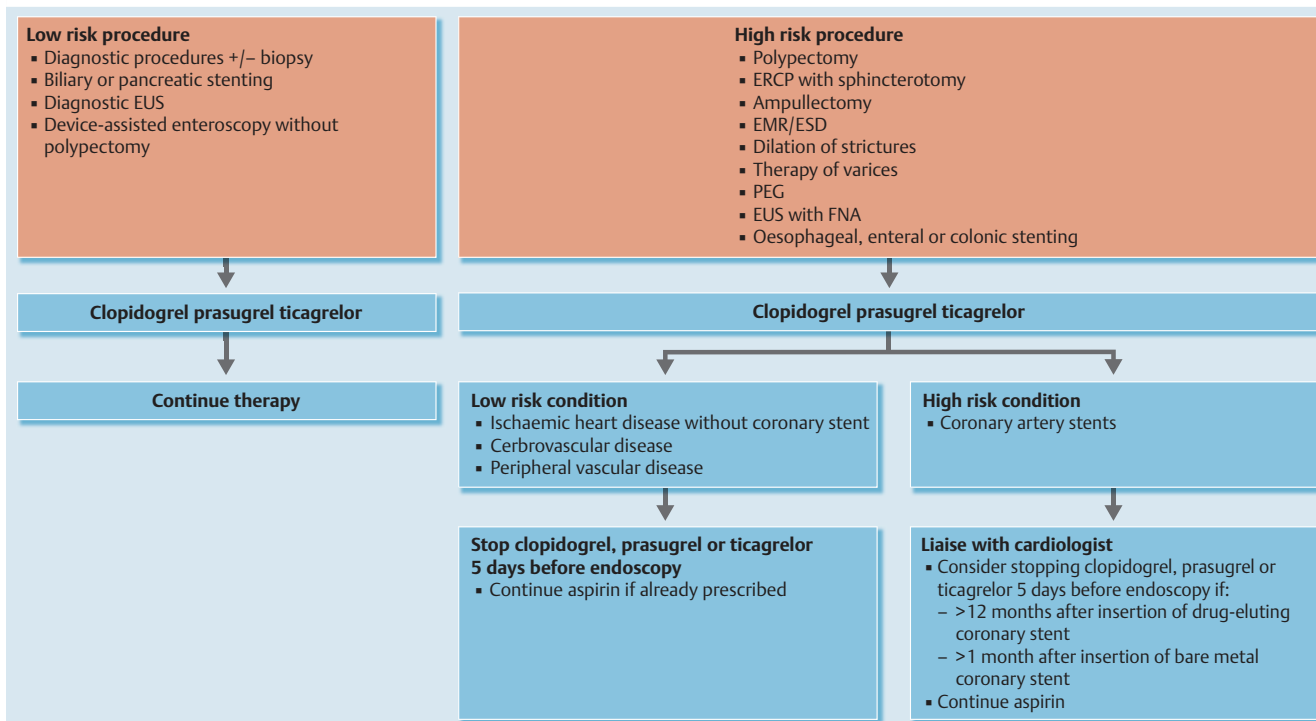 Low risk procedure
▪ Diagnostic procedures +/– biopsy
▪ Biliary or pancreatic stenting
▪ Diagnostic EUS
▪ Device-assisted enteroscopy without
polypectomy
High risk procedure
▪ Polypectomy
▪ ERCP with sphincterotomy
▪ Ampullectomy
▪ EMR/ESD
▪ Dilation of strictures
▪ Therapy of varices
▪ PEG
▪ EUS with FNA
▪ Oesophageal, enteral or colonic stenting
Clopidogrel prasugrel ticagrelor
Clopidogrel prasugrel ticagrelor
Continue therapy
Low risk condition
▪ Ischaemic heart disease without coronary stent
▪ Cerbrovascular disease
▪ Peripheral vascular disease
High risk condition
▪ Coronary artery stents
Stop clopidogrel, prasugrel or ticagrelor
5 days before endoscopy
▪ Continue aspirin if already prescribed
Liaise with cardiologist
▪ Consider stopping clopidogrel, prasugrel or
ticagrelor 5 days before endoscopy if:
– >12 months after insertion of drug-eluting
coronary stent
– >1 month after insertion of bare metal
coronary stent
▪ Continue aspirin